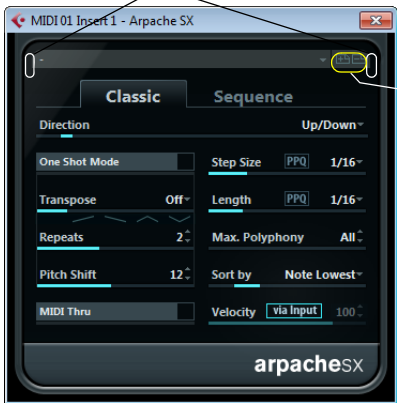 MIDI 01 Insert 1 - Arpache SX
-
Classic Sequence
Direction Up/Down
One Shot Mode Step Size PPQ 1/16
Transpose Off Length PPQ 1/16
Repeats 2 Max. Polyphony All
Pitch Shift 12 Sort by Note Lowest
MIDI Thru Velocity via Input 100
arpacheSX